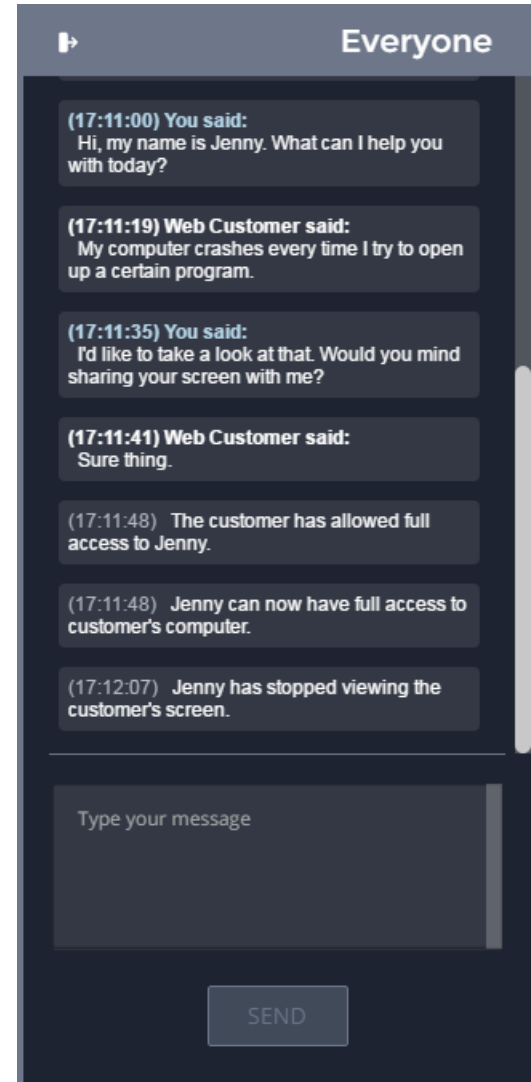 Everyone
(17:11:00) You said:
Hi, my name is Jenny. What can I help you
with today?
(17:11:19) Web Customer said:
My computer crashes every time I try to open
up a certain program.
(17:11:35) You said:
I'd like to take a look at that. Would you mind
sharing your screen with me?
(17:11:41) Web Customer said:
Sure thing.
(17:11:48) The customer has allowed full
access to Jenny.
(17:11:48) Jenny can now have full access to
customer's computer.
(17:12:07) Jenny has stopped viewing the
customer's screen.
Type your message
SEND